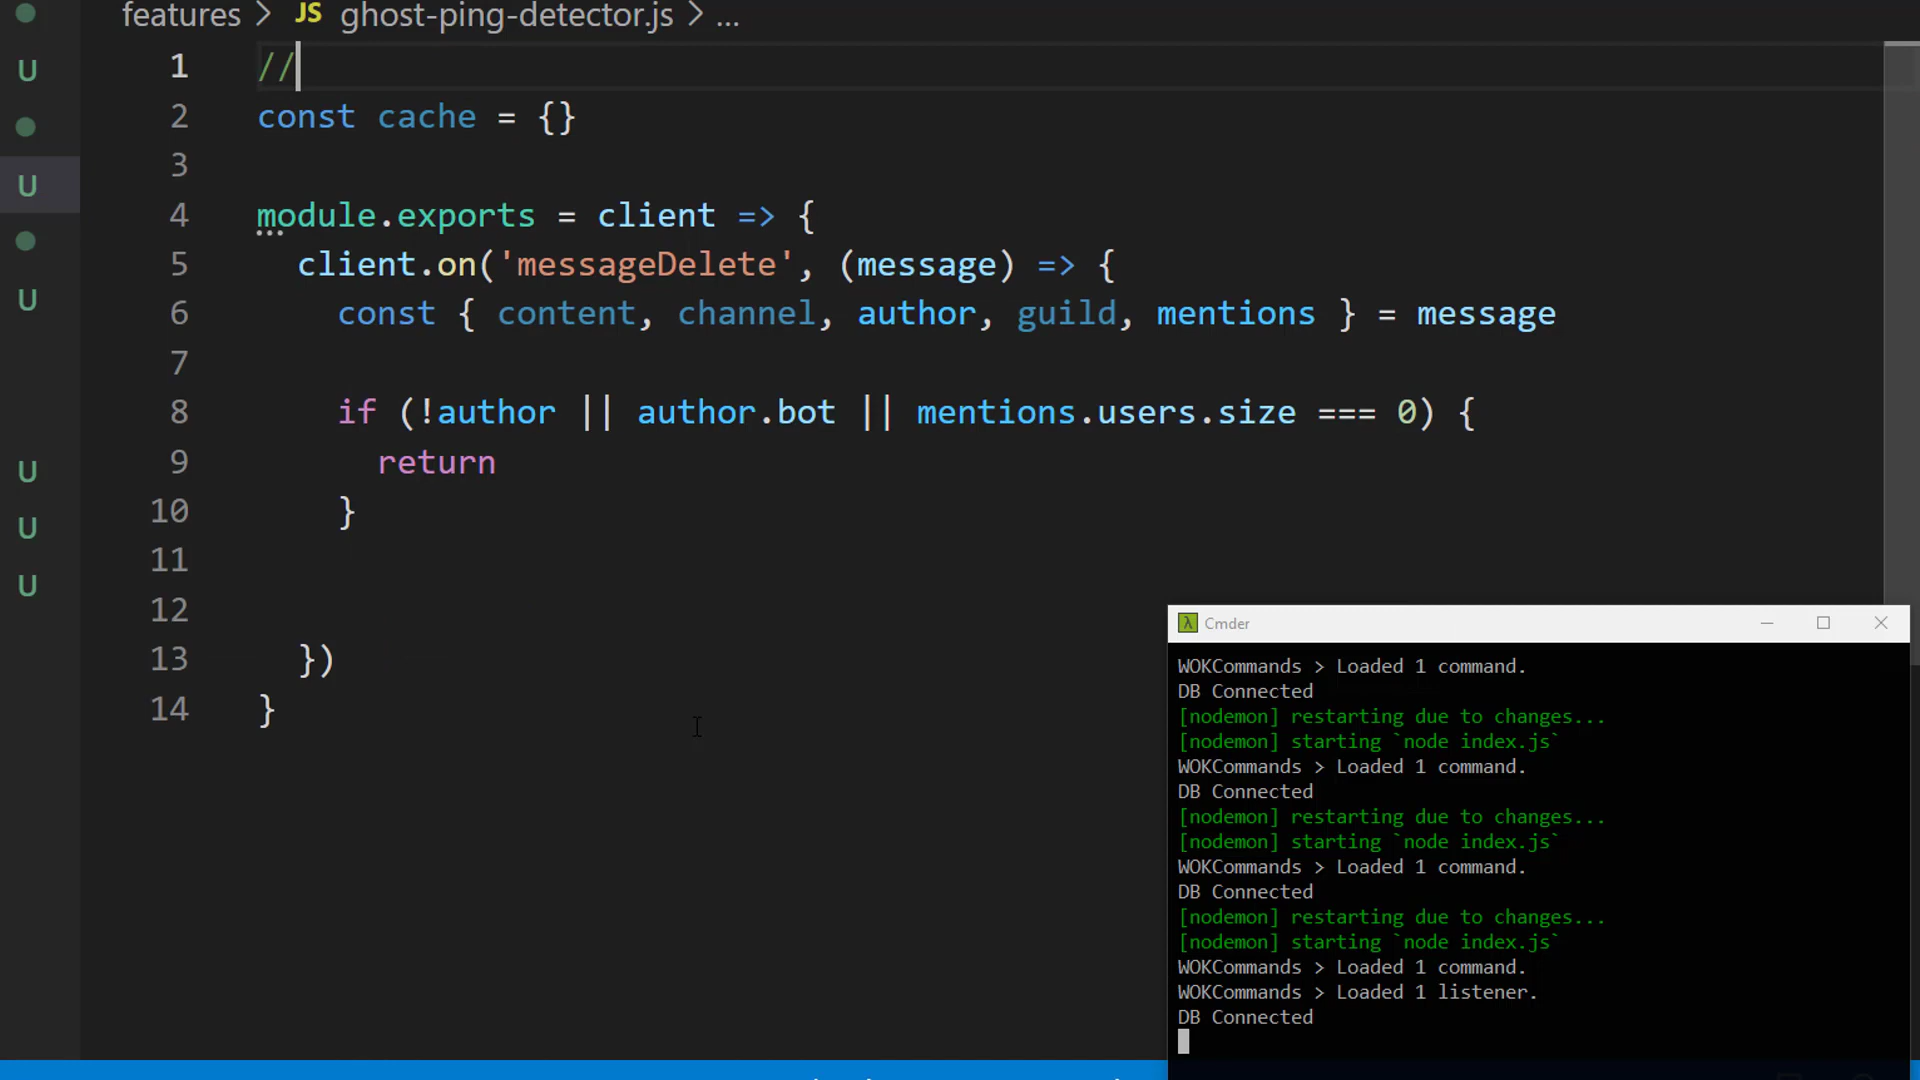 features > JS ghost-ping-detector.js > ...
U
U
U
U
U
U
1 //
2 const cache = {}
3
4 module.exports = client => {
5 client.on('messageDelete', (message) => {
6 const { content, channel, author, guild, mentions } = message
7
8 if (!author || author.bot || mentions.users.size === 0) {
9 return
10 }
11
12
13 })
14 }
λ Cmder
WOKCommands > Loaded 1 command.
DB Connected
[nodemon] restarting due to changes...
[nodemon] starting `node index.js`
WOKCommands > Loaded 1 command.
DB Connected
[nodemon] restarting due to changes...
[nodemon] starting `node index.js`
WOKCommands > Loaded 1 command.
DB Connected
[nodemon] restarting due to changes...
[nodemon] starting `node index.js`
WOKCommands > Loaded 1 command.
WOKCommands > Loaded 1 listener.
DB Connected